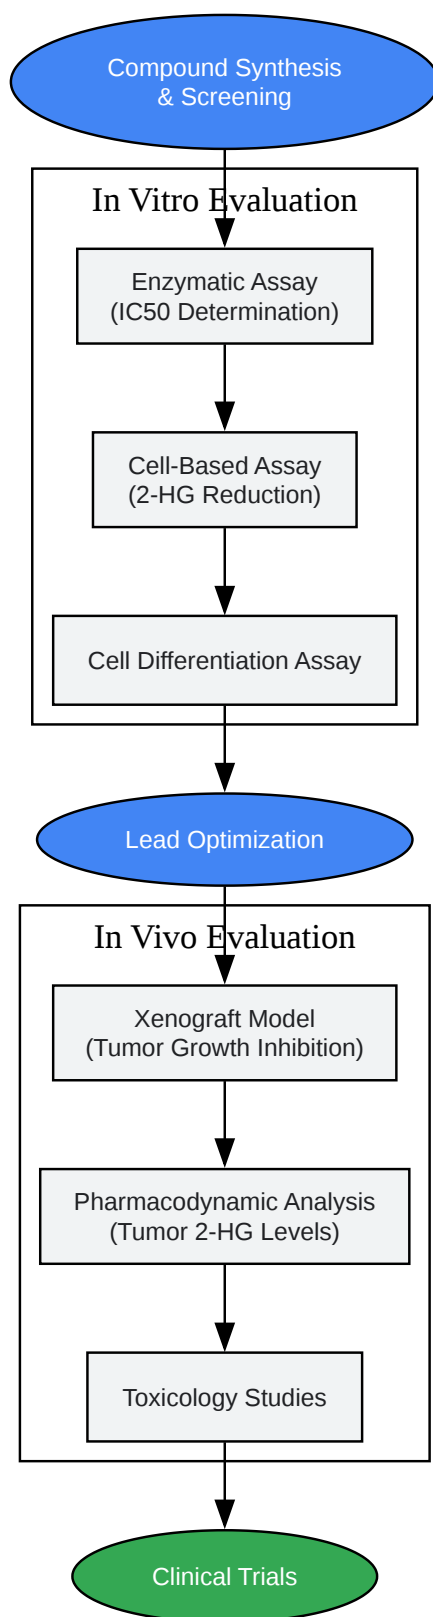 Compound Synthesis
& Screening
In Vitro Evaluation
Enzymatic Assay
(IC50 Determination)
Cell-Based Assay
(2-HG Reduction)
Cell Differentiation Assay
Lead Optimization
In Vivo Evaluation
Xenograft Model
(Tumor Growth Inhibition)
Pharmacodynamic Analysis
(Tumor 2-HG Levels)
Toxicology Studies
Clinical Trials